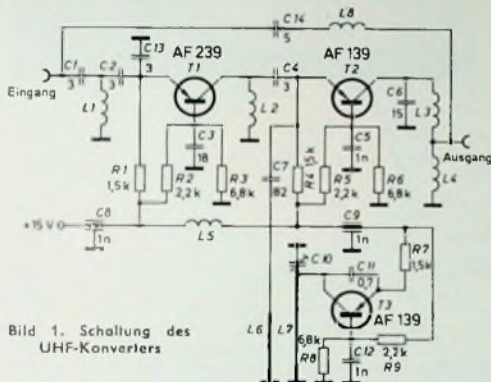 C14
5
L8
C13
3
AF 239
T1
C4
3
AF 139
T2
C1
3
C2
3
Eingang
L1
L2
C6
15
L3
Ausgang
L4
C3
18
C5
1n
R1
1,5k
R2
2,2k
R3
6,8k
C7
82
R4
1,5k
R5
2,2k
R6
6,8k
+15V
C8
1n
L5
C9
1n
R7
1,5k
C10
C11
0,7
T3
AF 139
L6
L7
6,8k
R8
C12
1n
2,2k
R9
Bild 1. Schaltung des
UHF-Konverters